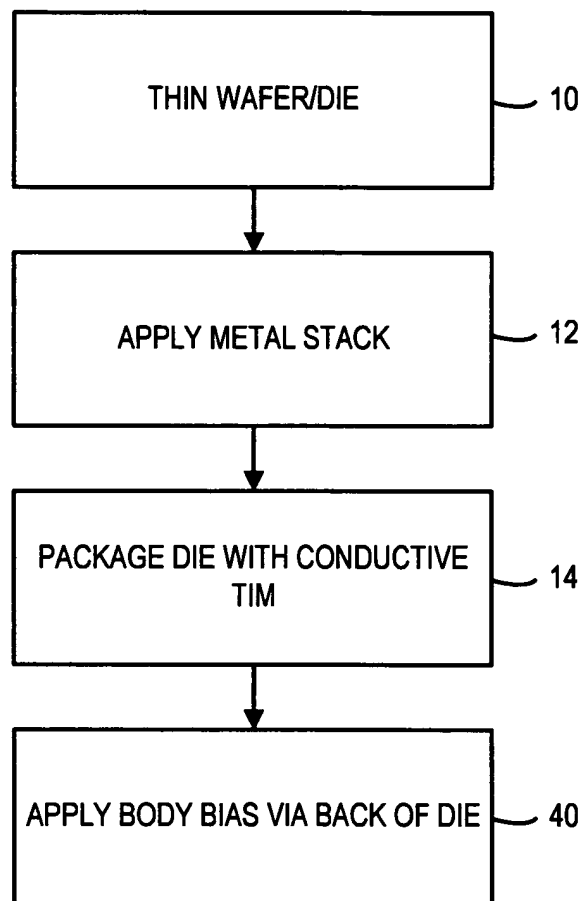 THIN WAFER/DIE
10
APPLY METAL STACK
12
PACKAGE DIE WITH CONDUCTIVE
TIM
14
APPLY BODY BIAS VIA BACK OF DIE
40